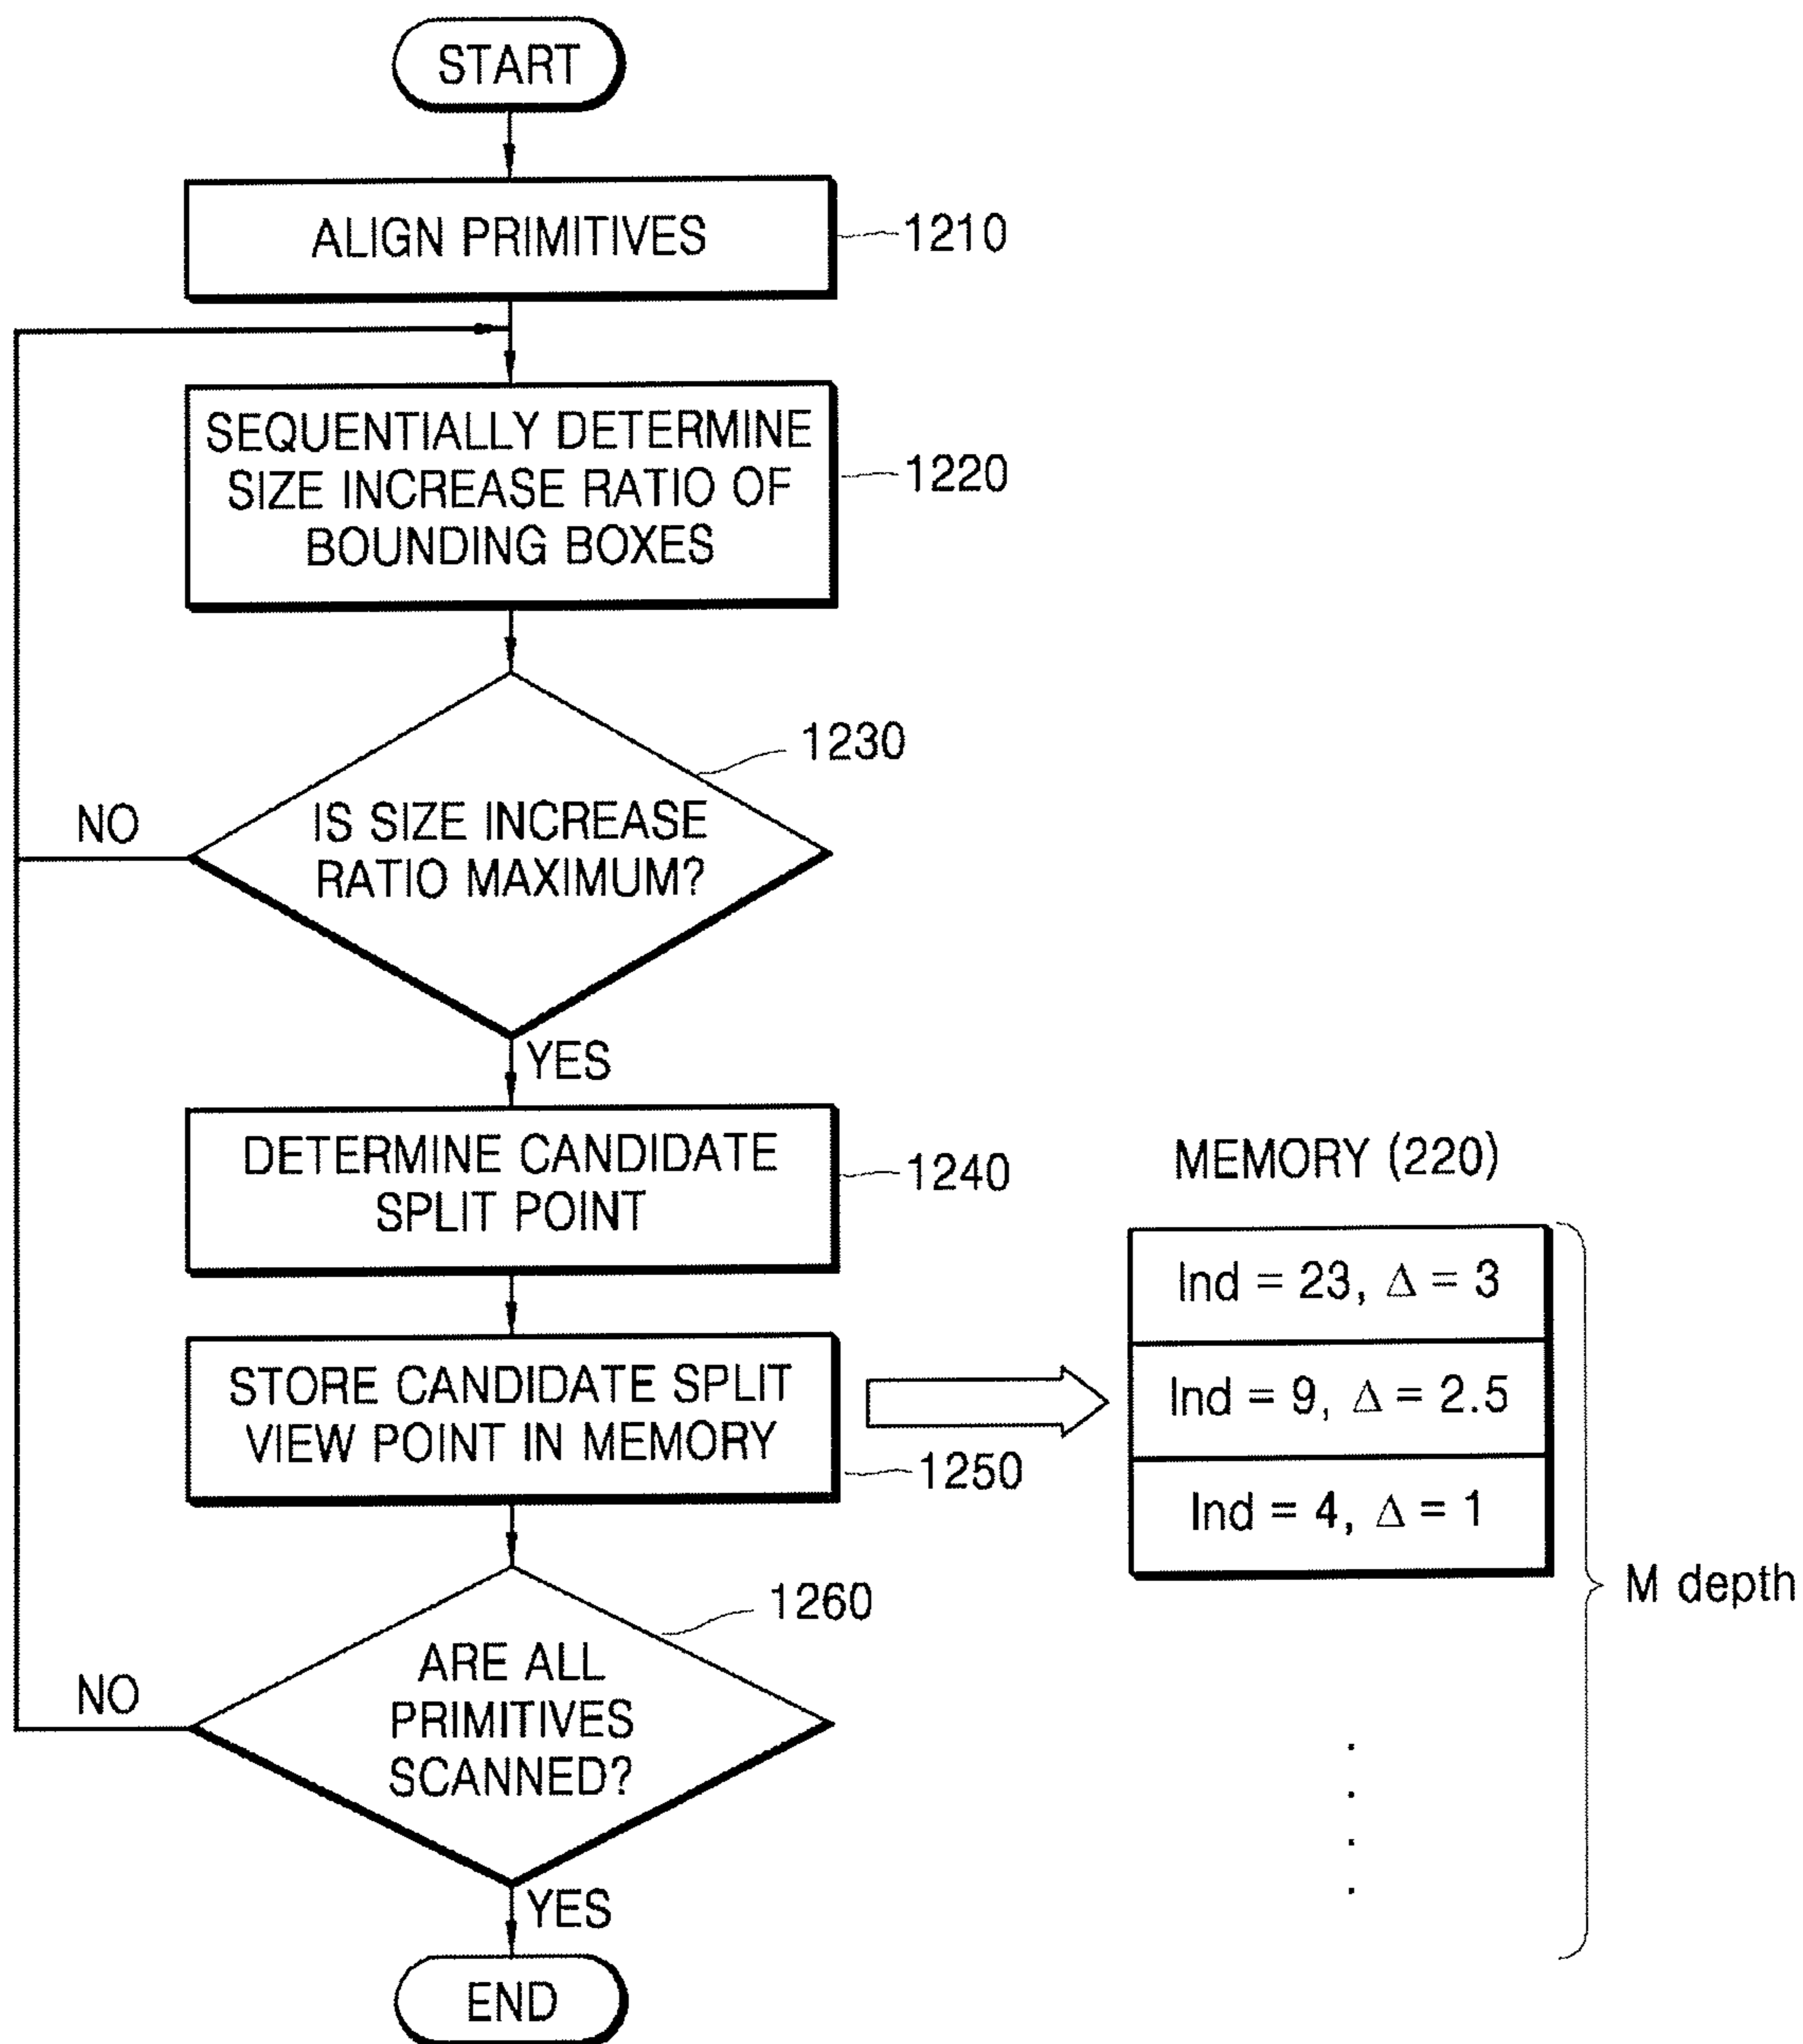 START
ALIGN PRIMITIVES
1210
SEQUENTIALLY DETERMINE
SIZE INCREASE RATIO OF
BOUNDING BOXES
1220
1230
IS SIZE INCREASE
RATIO MAXIMUM?
NO
YES
DETERMINE CANDIDATE
SPLIT POINT
1240
STORE CANDIDATE SPLIT
VIEW POINT IN MEMORY
1250
MEMORY (220)
Ind = 23, Δ = 3
Ind = 9, Δ = 2.5
Ind = 4, Δ = 1
M depth
1260
ARE ALL
PRIMITIVES
SCANNED?
NO
YES
END